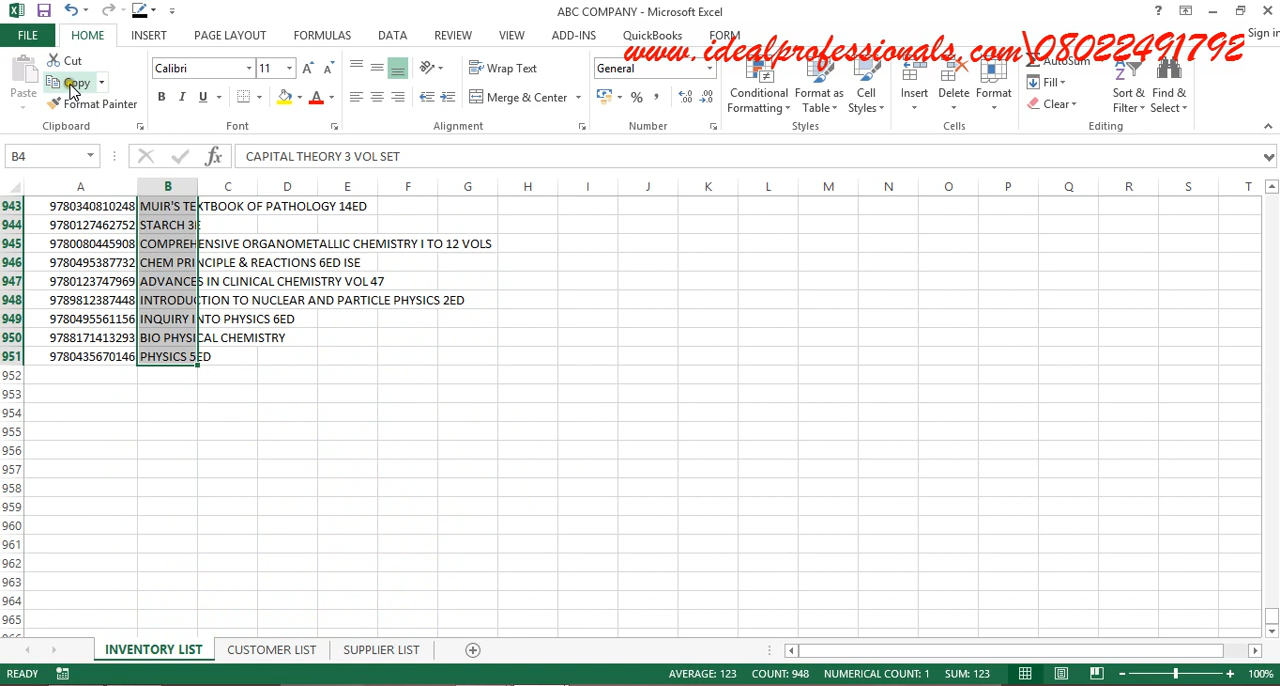 ABC COMPANY - Microsoft Excel
FILE HOME INSERT PAGE LAYOUT FORMULAS DATA REVIEW VIEW ADD-INS QuickBooks FORM Sign in
www.idealprofessionals.com\08022491792
Paste
Cut
Copy
Format Painter
Clipboard
Calibri 11
B I U
Font
Wrap Text
Merge & Center
Alignment
General
Number
Conditional Formatting
Format as Table
Cell Styles
Styles
Insert Delete Format
Cells
AutoSum
Fill
Clear
Sort & Filter
Find & Select
Editing
B4 fx CAPITAL THEORY 3 VOL SET
A B C D E F G H I J K L M N O P Q R S T
943 9780340810248 MUIR'S TEXTBOOK OF PATHOLOGY 14ED
944 9780127462752 STARCH 3E
945 9780080445908 COMPREHENSIVE ORGANOMETALLIC CHEMISTRY I TO 12 VOLS
946 9780495387732 CHEM PRINCIPLE & REACTIONS 6ED ISE
947 9780123747969 ADVANCES IN CLINICAL CHEMISTRY VOL 47
948 9789812387448 INTRODUCTION TO NUCLEAR AND PARTICLE PHYSICS 2ED
949 9780495561156 INQUIRY INTO PHYSICS 6ED
950 9788171413293 BIO PHYSICAL CHEMISTRY
951 9780435670146 PHYSICS 5ED
952
953
954
955
956
957
958
959
960
961
962
963
964
965
INVENTORY LIST CUSTOMER LIST SUPPLIER LIST
READY AVERAGE: 123 COUNT: 948 NUMERICAL COUNT: 1 SUM: 123 100%